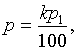 p = kp₁/100 ,